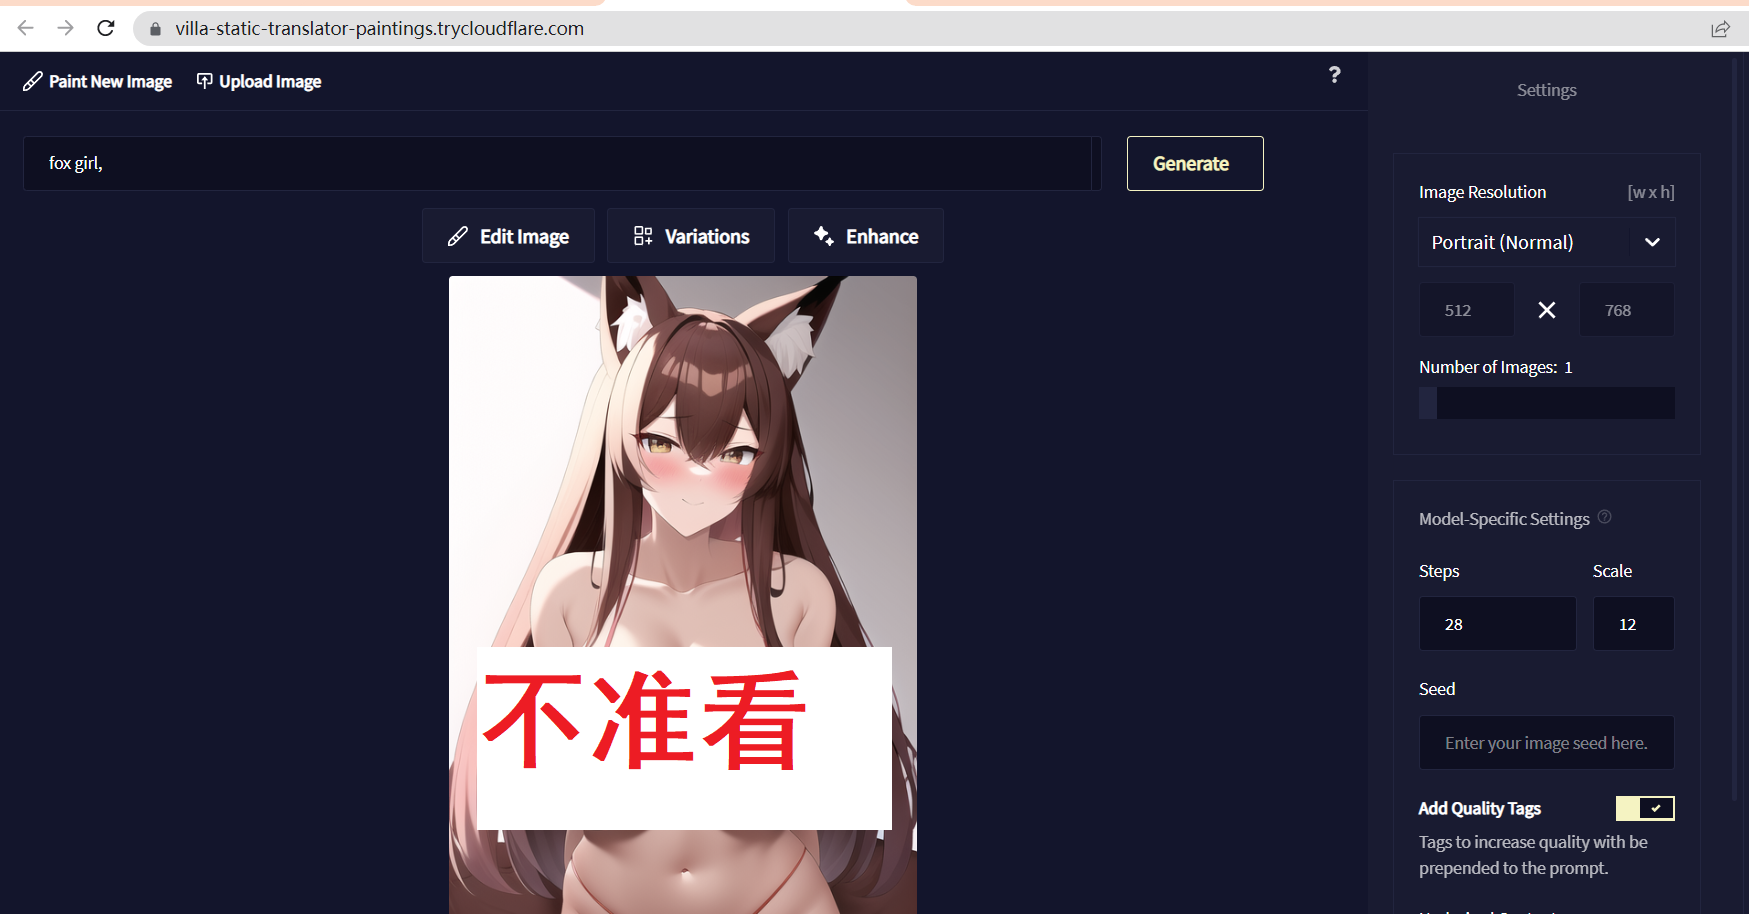 villa-static-translator-paintings.trycloudflare.com
Paint New Image
Upload Image
?
Settings
fox girl,
Generate
Image Resolution
[w x h]
Portrait (Normal)
Edit Image
Variations
Enhance
512
768
Number of Images: 1
Model-Specific Settings
Steps
Scale
28
12
Seed
不准看
Enter your image seed here.
Add Quality Tags
Tags to increase quality with be
prepended to the prompt.